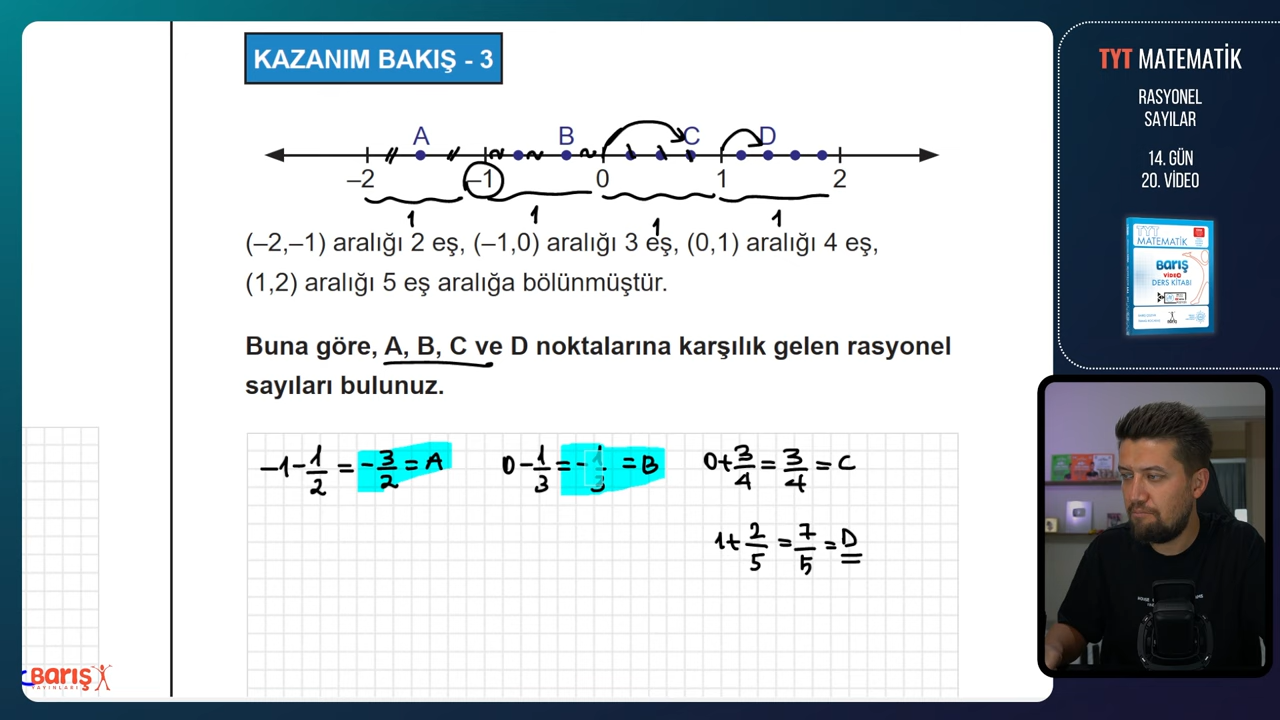 KAZANIM BAKIŞ - 3
A B C D
–2 –1 0 1 2
1 1 1 1
(–2,–1) aralığı 2 eş, (–1,0) aralığı 3 eş, (0,1) aralığı 4 eş,
(1,2) aralığı 5 eş aralığa bölünmüştür.
Buna göre, A, B, C ve D noktalarına karşılık gelen rasyonel
sayıları bulunuz.
–1 – 1/2 = –3/2 = A 0 – 1/3 = –1/3 = B 0 + 3/4 = 3/4 = C
1 + 2/5 = 7/5 = D
Barış
YAYINLARI
TYT MATEMATİK
RASYONEL
SAYILAR
14. GÜN
20. VİDEO
TYT
MATEMATİK
Barış
VİDEO
DERS KİTABI